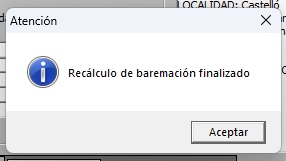 LOCALIDAD: Castelló
Atención
Recálculo de baremación finalizado
Aceptar